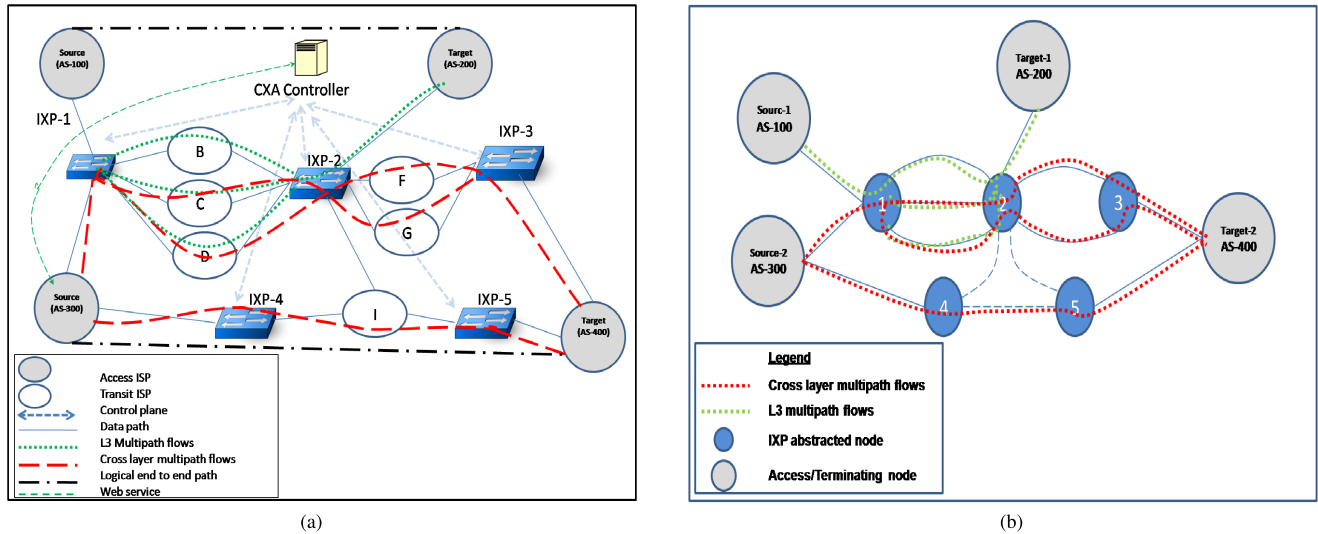 Source
(AS-100)
Target
(AS-200)
CXA Controller
IXP-1
IXP-3
B
IXP-2
F
C
G
D
IXP-4
IXP-5
Source
(AS-300)
I
Target
(AS-400)
Access ISP
Transit ISP
Control plane
Data path
L3 Multipath flows
Cross layer multipath flows
Logical end to end path
Web service
(a)
Target-1
AS-200
Sourc-1
AS-100
1
2
3
Source-2
AS-300
Target-2
AS-400
4
5
Legend
Cross layer multipath flows
L3 multipath flows
IXP abstracted node
Access/Terminating node
(b)